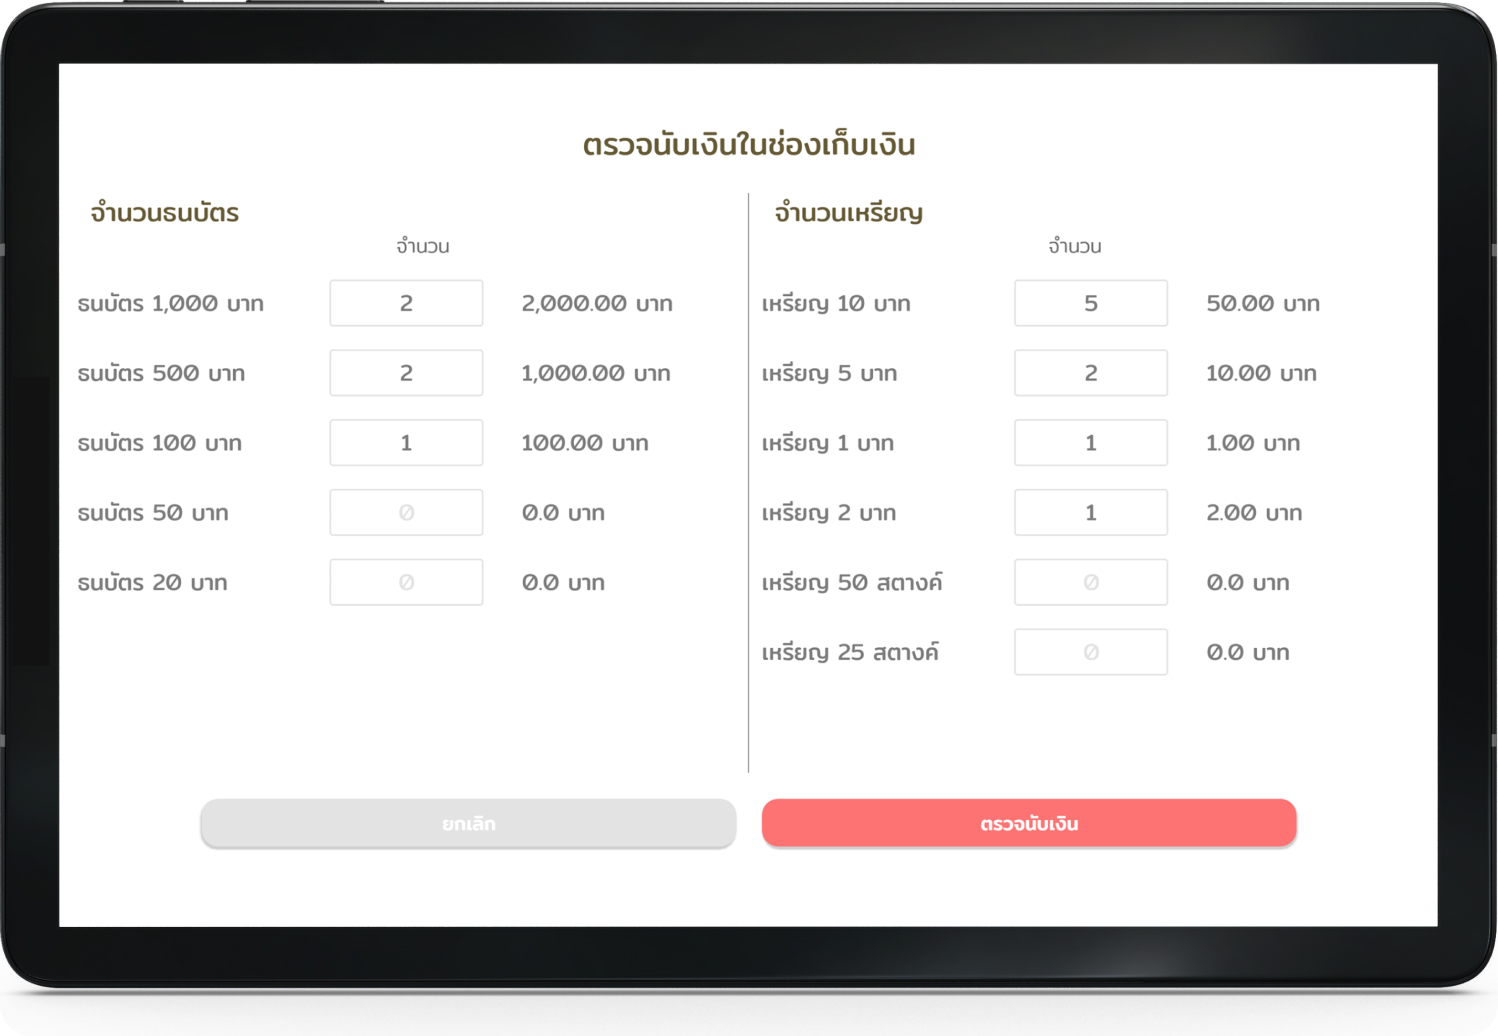 ตรวจนับเงินในช่องเก็บเงิน
จำนวนธนบัตร
จำนวน
ธนบัตร 1,000 บาท 2 2,000.00 บาท
ธนบัตร 500 บาท 2 1,000.00 บาท
ธนบัตร 100 บาท 1 100.00 บาท
ธนบัตร 50 บาท 0 0.0 บาท
ธนบัตร 20 บาท 0 0.0 บาท
จำนวนเหรียญ
จำนวน
เหรียญ 10 บาท 5 50.00 บาท
เหรียญ 5 บาท 2 10.00 บาท
เหรียญ 1 บาท 1 1.00 บาท
เหรียญ 2 บาท 1 2.00 บาท
เหรียญ 50 สตางค์ 0 0.0 บาท
เหรียญ 25 สตางค์ 0 0.0 บาท
ยกเลิก
ตรวจนับเงิน